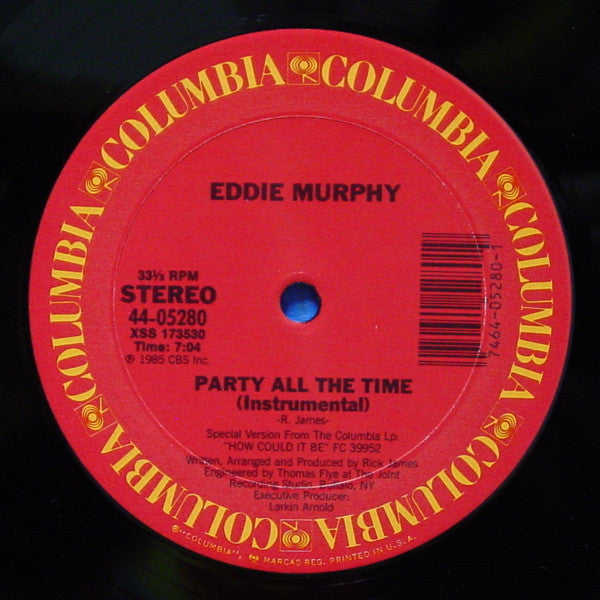 COLUMBIA COLUMBIA COLUMBIA COLUMBIA COLUMBIA COLUMBIA COLUMBIA
EDDIE MURPHY
33⅓ RPM
STEREO
44-05280
XSS 173530
Time: 7:04
℗ 1985 CBS Inc.
7464-05280-1
PARTY ALL THE TIME
(Instrumental)
-R. James-
Special Version From The Columbia Lp.
"HOW COULD IT BE" FC 39952
Written, Arranged and Produced by Rick James
Engineered by Thomas Flye at The Joint
Recording Studio, Buffalo, NY
Executive Producer:
Larkin Arnold
®"COLUMBIA", MARCAS REG. PRINTED IN U.S.A.